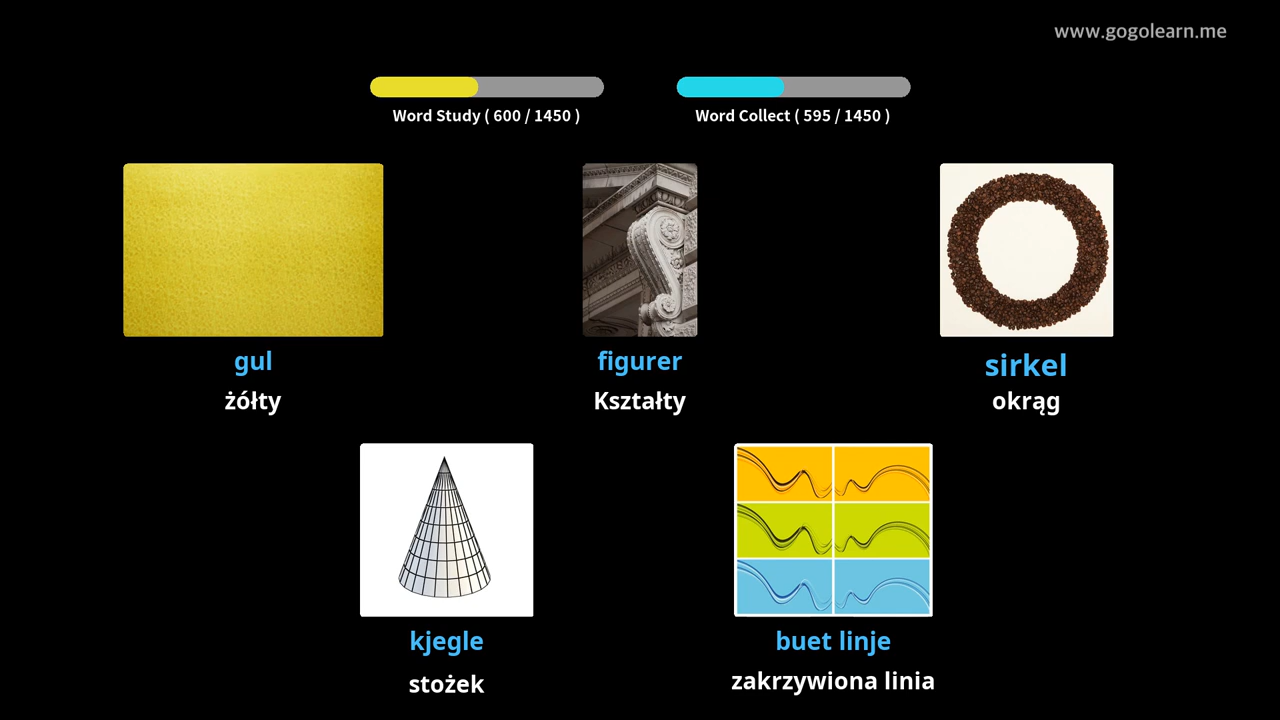 www.gogolearn.me
Word Study ( 600 / 1450 )
Word Collect ( 595 / 1450 )
gul
żółty
figurer
Kształty
sirkel
okrąg
kjegle
stożek
buet linje
zakrzywiona linia